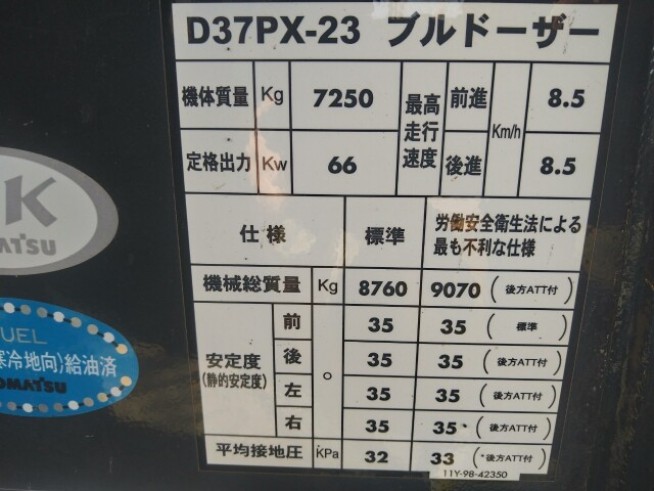 D37PX-23 ブルドーザー
機体質量 Kg 7250 最高走行速度 前進 Km/h 8.5
定格出力 Kw 66 後進 8.5
仕様 標準 労働安全衛生法による
最も不利な仕様
機械総質量 Kg 8760 9070 (後方ATT付)
安定度
(静的安定度)
前 ° 35 35 (標準)
後 35 35 (後方ATT付)
左 35 35 (後方ATT付)
右 35 35 (後方ATT付)
平均接地圧 KPa 32 33 (後方ATT付)
11Y-98-42350
K
MATSU
UEL
寒冷地向)給油済
OMATSU